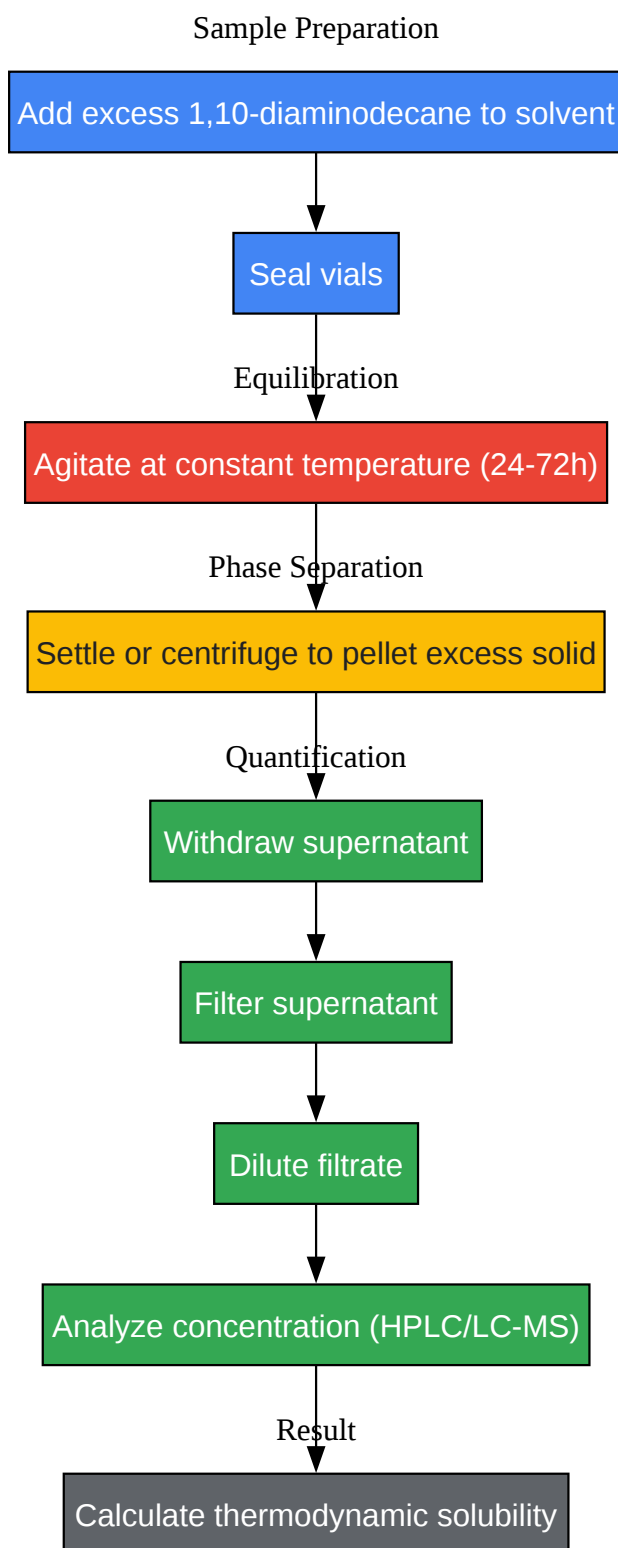 Sample Preparation
Add excess 1,10-diaminodecane to solvent
Seal vials
Equilibration
Agitate at constant temperature (24-72h)
Phase Separation
Settle or centrifuge to pellet excess solid
Quantification
Withdraw supernatant
Filter supernatant
Dilute filtrate
Analyze concentration (HPLC/LC-MS)
Result
Calculate thermodynamic solubility